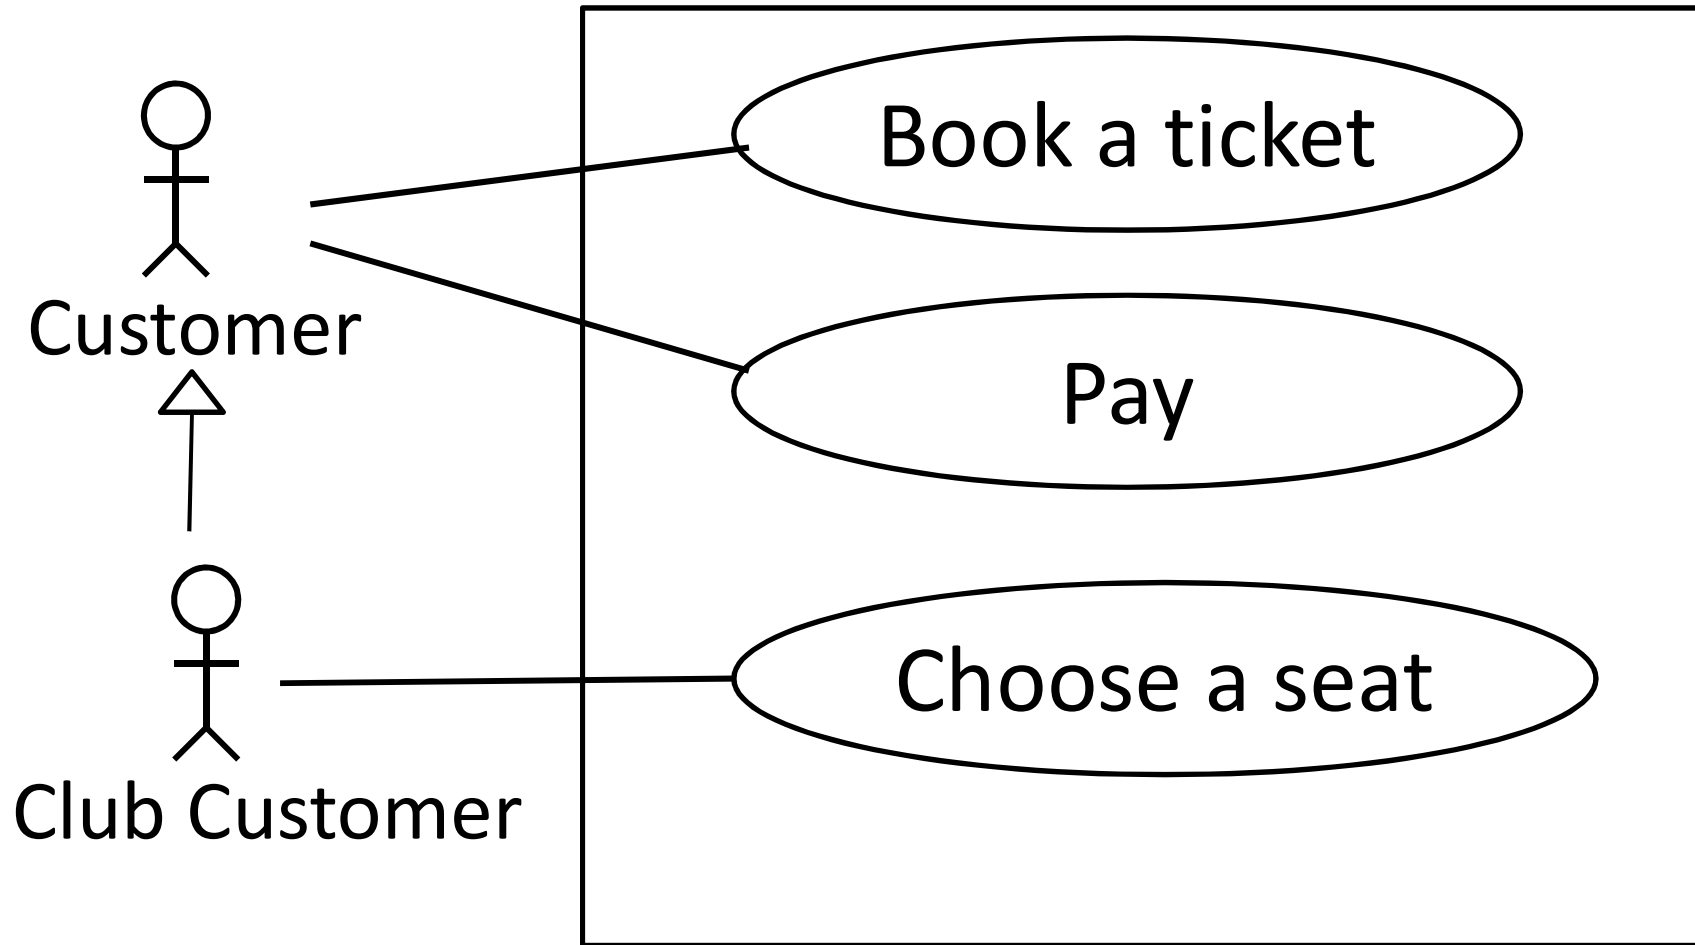 Book a ticket
Customer
Pay
Choose a seat
Club Customer